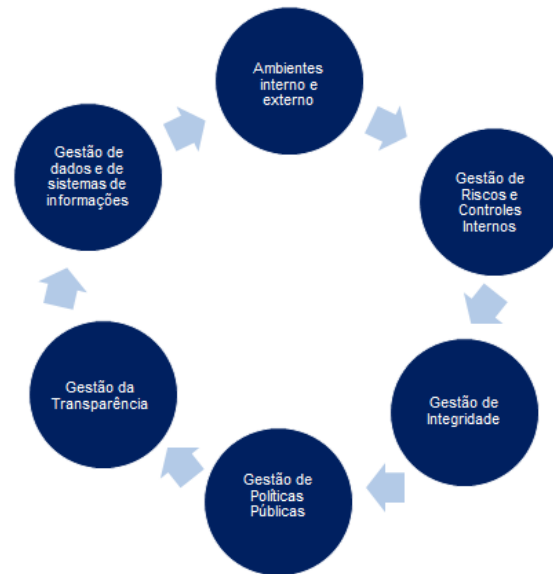 Ambientes
interno e
externo
Gestão de
Riscos e
Controles
Internos
Gestão de
Integridade
Gestão de
Políticas
Públicas
Gestão da
Transparência
Gestão de
dados e de
sistemas de
informações